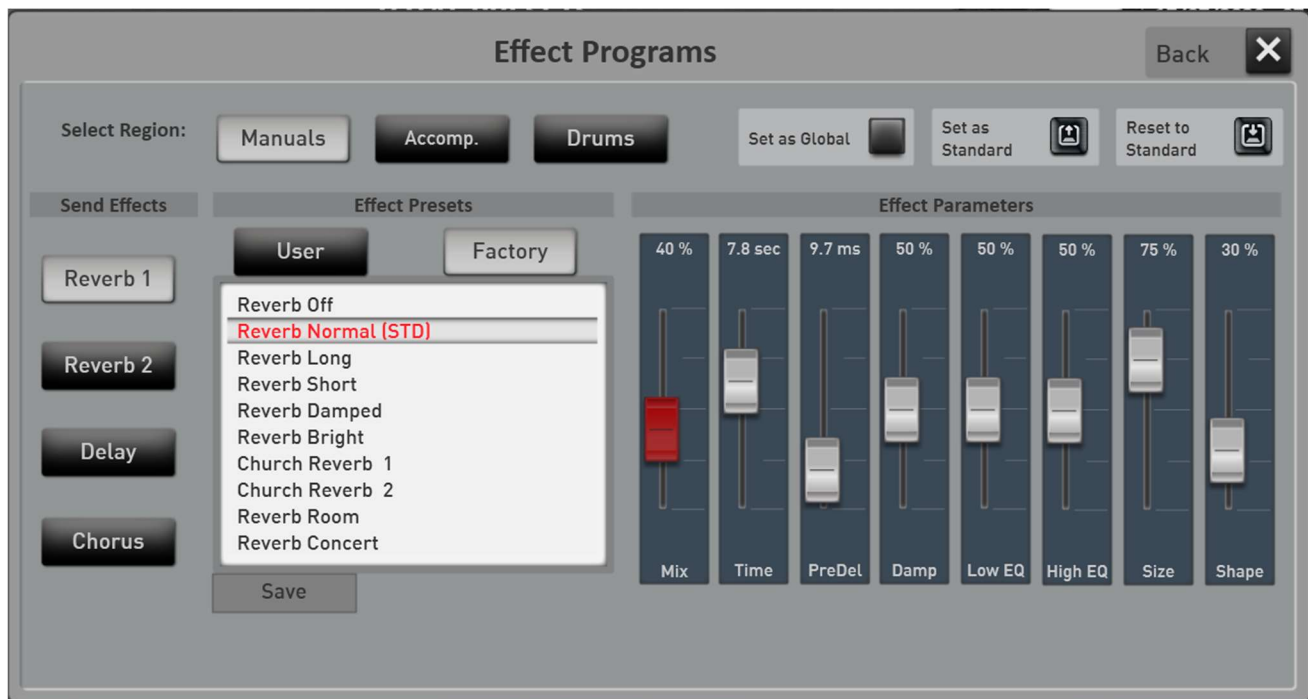 Effect Programs
Back
Select Region:
Manuals
Accomp.
Drums
Set as Global
Set as
Standard
Reset to
Standard
Send Effects
Effect Presets
Effect Parameters
Reverb 1
Reverb 2
Delay
Chorus
User
Factory
Reverb Off
Reverb Normal (STD)
Reverb Long
Reverb Short
Reverb Damped
Reverb Bright
Church Reverb 1
Church Reverb 2
Reverb Room
Reverb Concert
Save
40 %
7.8 sec
9.7 ms
50 %
50 %
50 %
75 %
30 %
Mix
Time
PreDel
Damp
Low EQ
High EQ
Size
Shape